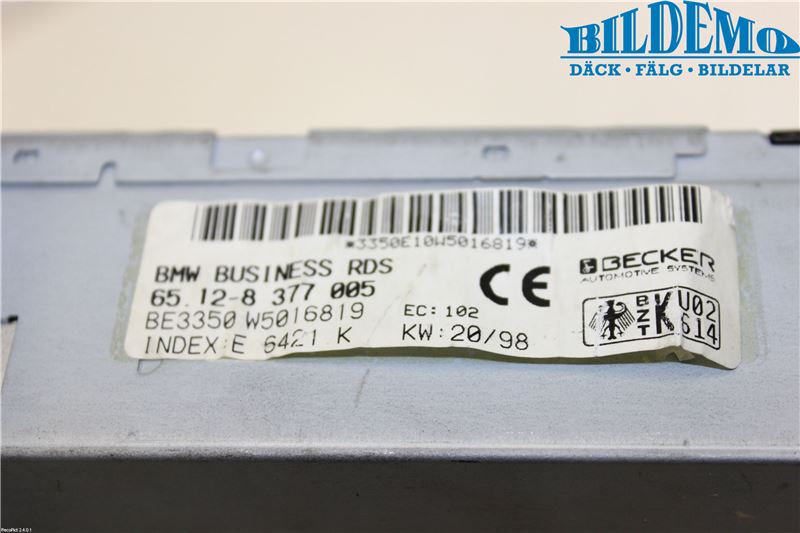 BILDEMO
DÄCK • FÄLG • BILDELAR
*3350E10W5016819*
BMW BUSINESS RDS
65.12-8 377 005
BE3350 W5016819
EC: 102
INDEX:E 6421 K
KW: 20/98
CE
BECKER
AUTOMOTIVE SYSTEMS
BZT
K
U02
614